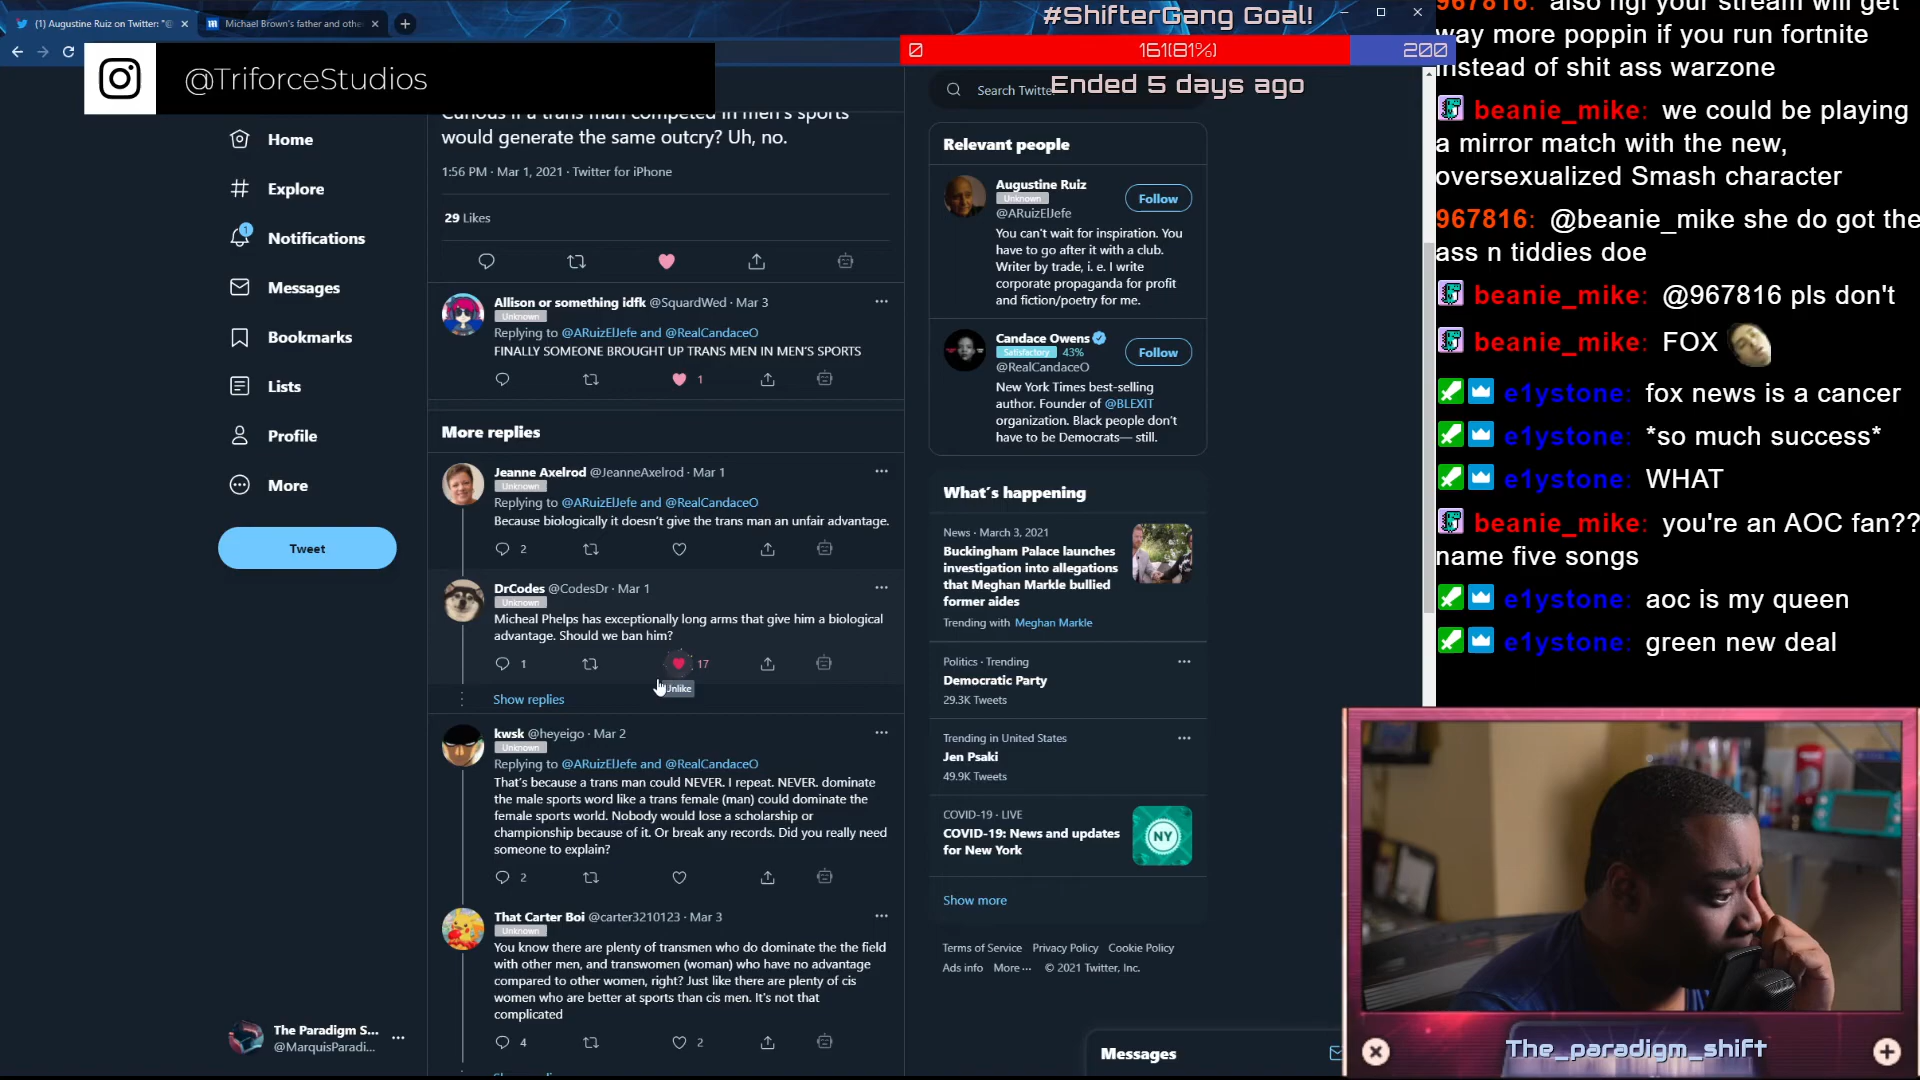 (1) Augustine Ruiz on Twitter: "@
Michael Brown's father and othe
@TriforceStudios
#ShifterGang Goal!
0
161(81%)
200
Ended 5 days ago
Home
Explore
1
Notifications
Messages
Bookmarks
Lists
Profile
More
Tweet
The Paradigm S...
@MarquisParadi...
Curious if a trans man competed in men's sports
would generate the same outcry? Uh, no.
1:56 PM · Mar 1, 2021 · Twitter for iPhone
29 Likes
Allison or something idfk @SquardWed · Mar 3
Unknown
Replying to @ARuizElJefe and @RealCandaceO
FINALLY SOMEONE BROUGHT UP TRANS MEN IN MEN'S SPORTS
1
More replies
Jeanne Axelrod @JeanneAxelrod · Mar 1
Unknown
Replying to @ARuizElJefe and @RealCandaceO
Because biologically it doesn't give the trans man an unfair advantage.
2
DrCodes @CodesDr · Mar 1
Unknown
Micheal Phelps has exceptionally long arms that give him a biological
advantage. Should we ban him?
1
17
Unlike
Show replies
kwsk @heyeigo · Mar 2
Unknown
Replying to @ARuizElJefe and @RealCandaceO
That's because a trans man could NEVER. I repeat. NEVER. dominate
the male sports word like a trans female (man) could dominate the
female sports world. Nobody would lose a scholarship or
championship because of it. Or break any records. Did you really need
someone to explain?
2
That Carter Boi @carter3210123 · Mar 3
Unknown
You know there are plenty of transmen who do dominate the the field
with other men, and transwomen (woman) who have no advantage
compared to other women, right? Just like there are plenty of cis
women who are better at sports than cis men. It's not that
complicated
4
2
Search Twitte
Relevant people
Augustine Ruiz
Unknown
@ARuizElJefe
Follow
You can't wait for inspiration. You
have to go after it with a club.
Writer by trade, i. e. I write
corporate propaganda for profit
and fiction/poetry for me.
Candace Owens
Satisfactory 43%
@RealCandaceO
Follow
New York Times best-selling
author. Founder of @BLEXIT
organization. Black people don't
have to be Democrats— still.
What's happening
News · March 3, 2021
Buckingham Palace launches
investigation into allegations
that Meghan Markle bullied
former aides
Trending with Meghan Markle
Politics · Trending
Democratic Party
29.3K Tweets
Trending in United States
Jen Psaki
49.9K Tweets
COVID-19 · LIVE
COVID-19: News and updates
for New York
NY
Show more
Terms of Service Privacy Policy Cookie Policy
Ads info More ··· © 2021 Twitter, Inc.
Messages
967816: also ngl your stream will get
way more poppin if you run fortnite
instead of shit ass warzone
beanie_mike: we could be playing
a mirror match with the new,
oversexualized Smash character
967816: @beanie_mike she do got the
ass n tiddies doe
beanie_mike: @967816 pls don't
beanie_mike: FOX
e1ystone: fox news is a cancer
e1ystone: *so much success*
e1ystone: WHAT
beanie_mike: you're an AOC fan??
name five songs
e1ystone: aoc is my queen
e1ystone: green new deal
The_paradigm_shift